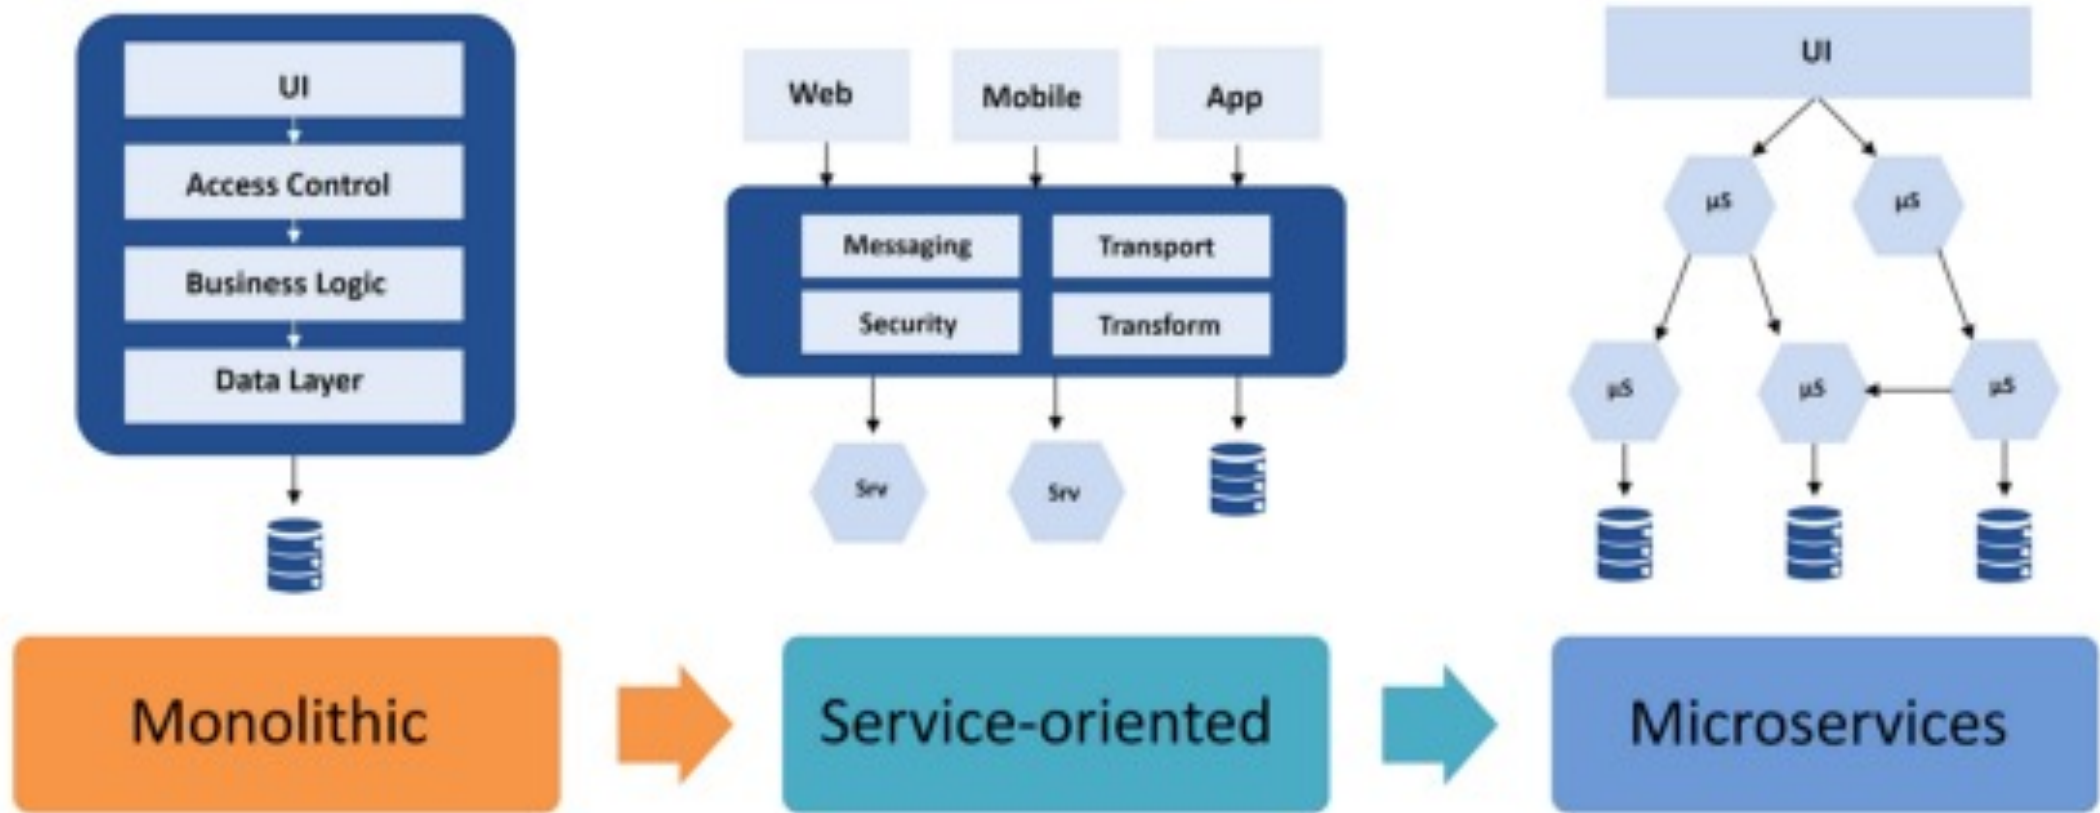 UI
Access Control
Business Logic
Data Layer
Web
Mobile
App
Messaging
Transport
Security
Transform
Srv
Srv
UI
µS
µS
µS
µS
µS
Monolithic
Service-oriented
Microservices